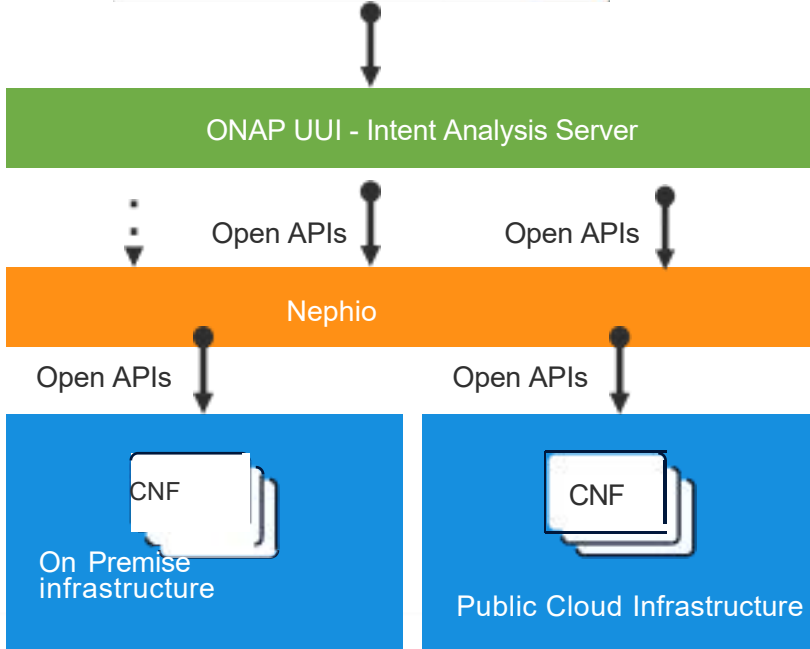 ONAP UUI - Intent Analysis Server
Open APIs
Open APIs
Nephio
Open APIs
Open APIs
CNF
CNF
On Premise
infrastructure
Public Cloud Infrastructure